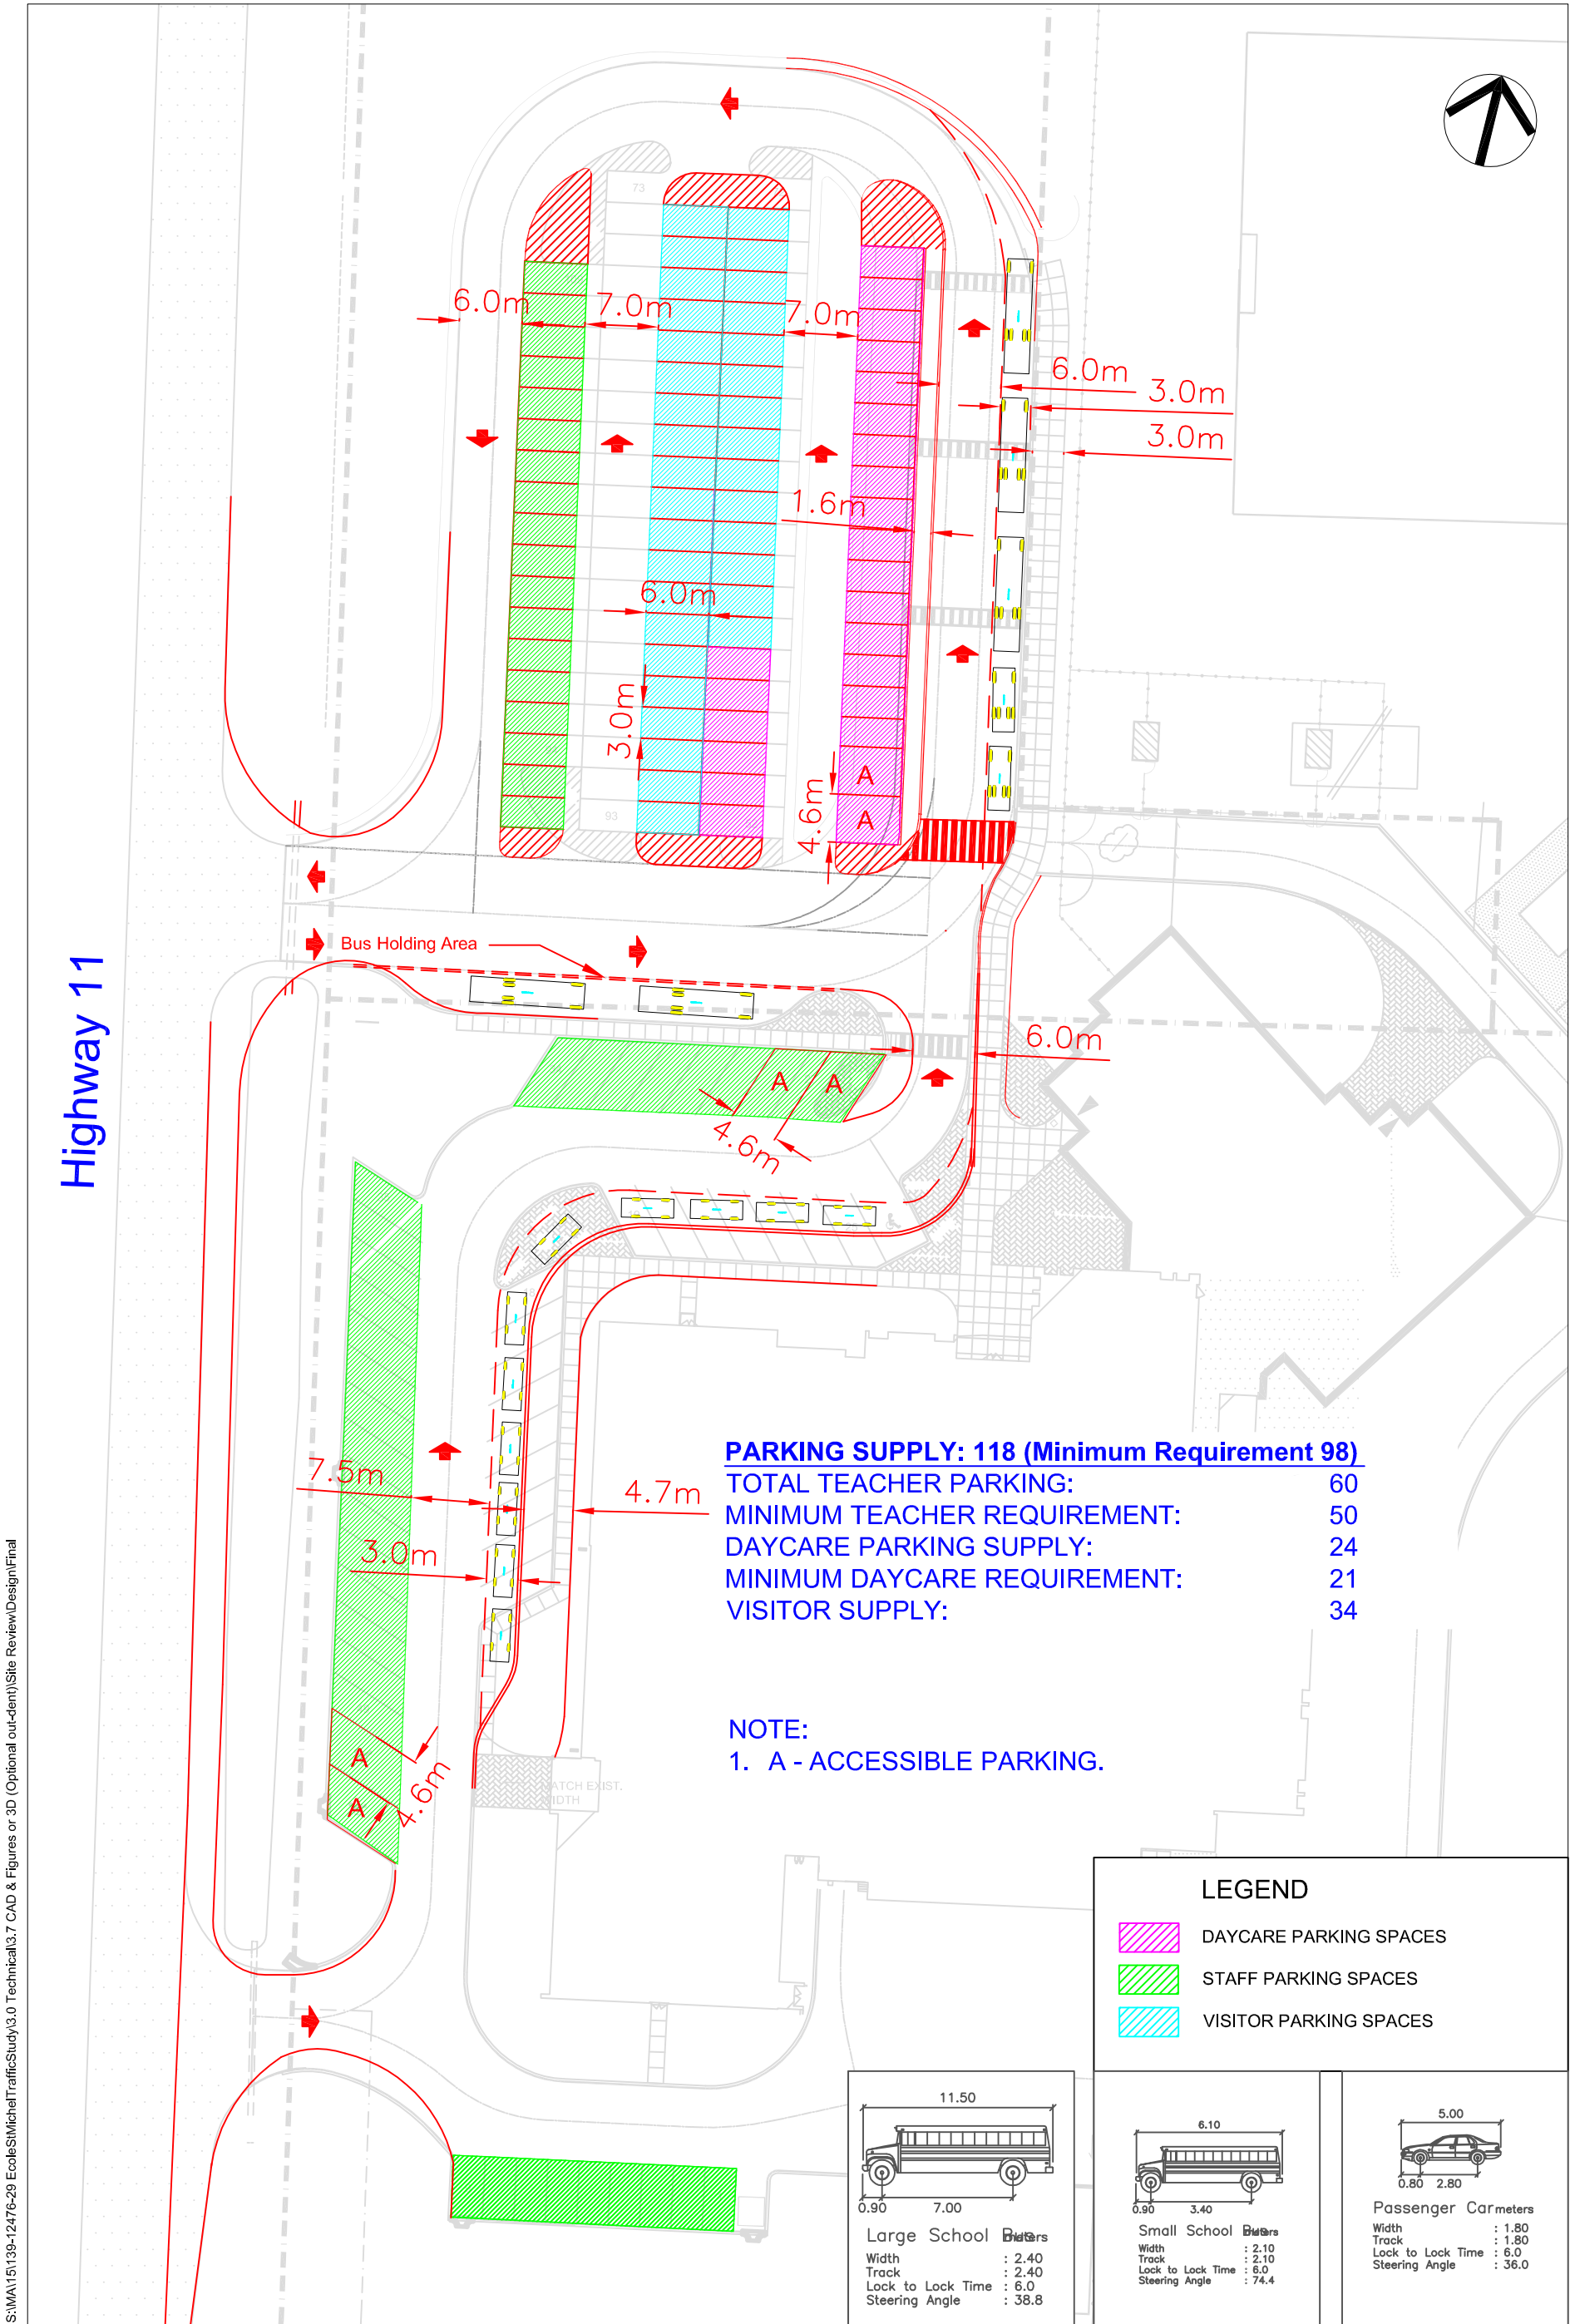 73
6.0m
7.0m
7.0m
6.0m
3.0m
3.0m
1.6m
6.0m
3.0m
A
4.6m
A
93
Bus Holding Area
Highway 11
6.0m
A
A
4.6m
7.5m
4.7m
3.0m
PARKING SUPPLY: 118 (Minimum Requirement 98)
TOTAL TEACHER PARKING: 60
MINIMUM TEACHER REQUIREMENT: 50
DAYCARE PARKING SUPPLY: 24
MINIMUM DAYCARE REQUIREMENT: 21
VISITOR SUPPLY: 34
NOTE:
1. A - ACCESSIBLE PARKING.
A
A
4.6m
MATCH EXIST.
WIDTH
LEGEND
DAYCARE PARKING SPACES
STAFF PARKING SPACES
VISITOR PARKING SPACES
11.50
0.90 7.00
Large School Bus
meters
Width : 2.40
Track : 2.40
Lock to Lock Time : 6.0
Steering Angle : 38.8
6.10
0.90 3.40
Small School Bus
meters
Width : 2.10
Track : 2.10
Lock to Lock Time : 6.0
Steering Angle : 74.4
5.00
0.80 2.80
Passenger Car
meters
Width : 1.80
Track : 1.80
Lock to Lock Time : 6.0
Steering Angle : 36.0
S:\MA\15\139-12476-29 EcoleStMichelTrafficStudy\3.0 Technical\3.7 CAD & Figures or 3D (Optional out-dent)\Site Review\Design\Final